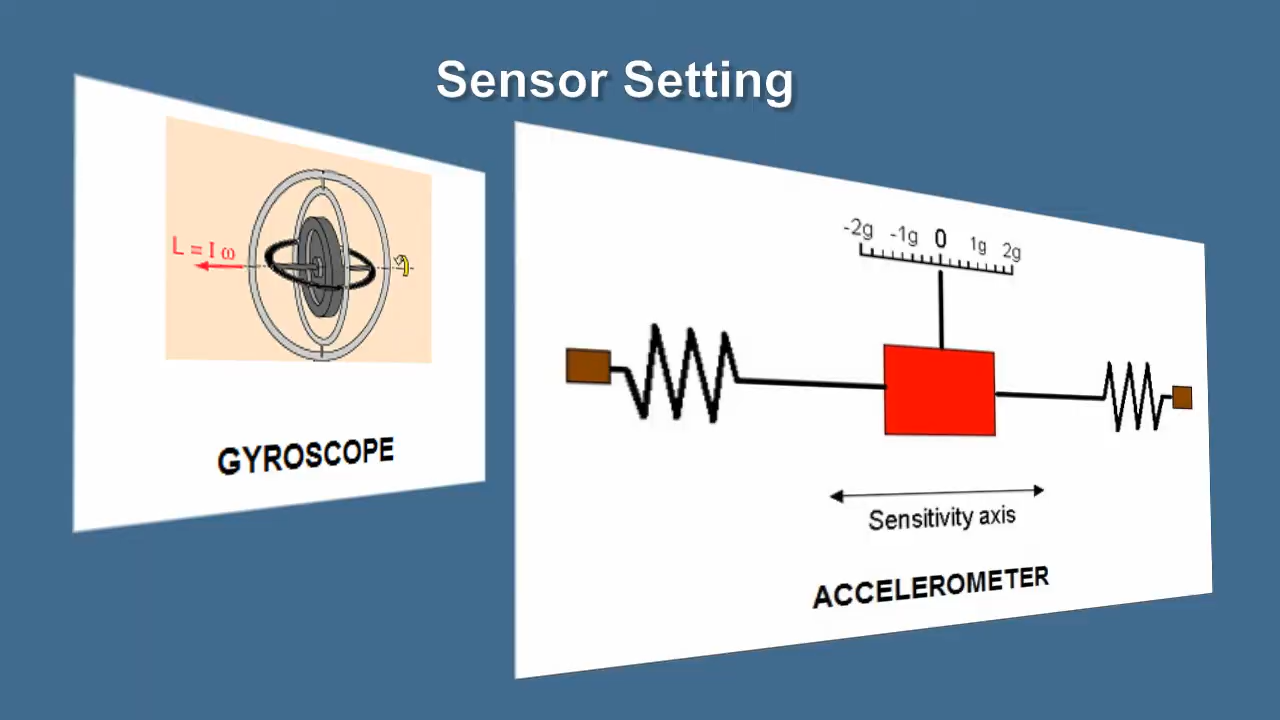 Sensor Setting
L = I ω
GYROSCOPE
-2g -1g 0 1g 2g
Sensitivity axis
ACCELEROMETER